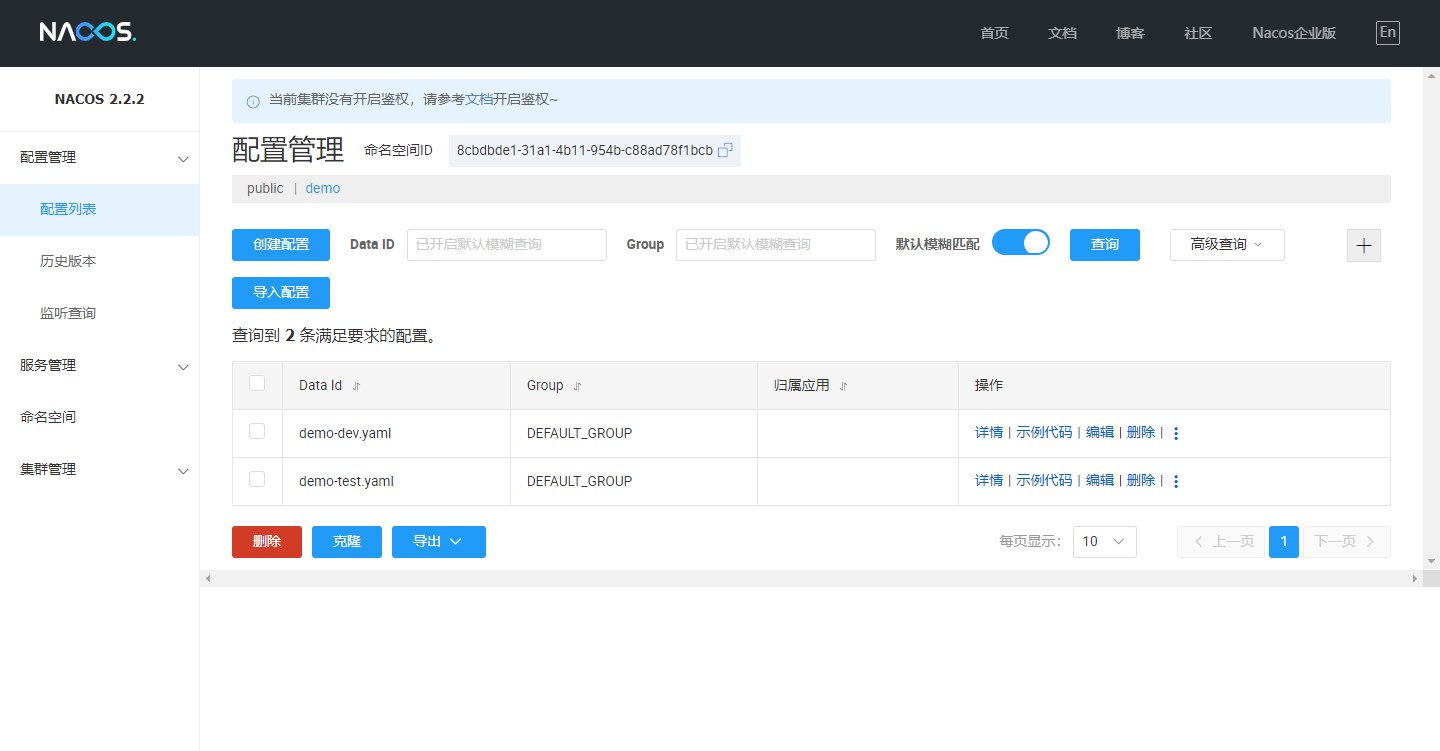 NACOS.
首页 文档 博客 社区 Nacos企业版 En
NACOS 2.2.2
配置管理
配置列表
历史版本
监听查询
服务管理
命名空间
集群管理
当前集群没有开启鉴权，请参考文档开启鉴权~
配置管理 命名空间ID 8cbdbde1-31a1-4b11-954b-c88ad78f1bcb
public | demo
创建配置 Data ID 已开启默认模糊查询 Group 已开启默认模糊查询 默认模糊匹配 查询 高级查询
导入配置
查询到 2 条满足要求的配置。
Data Id Group 归属应用 操作
demo-dev.yaml DEFAULT_GROUP 详情 | 示例代码 | 编辑 | 删除 |
demo-test.yaml DEFAULT_GROUP 详情 | 示例代码 | 编辑 | 删除 |
删除 克隆 导出 每页显示: 10 上一页 1 下一页